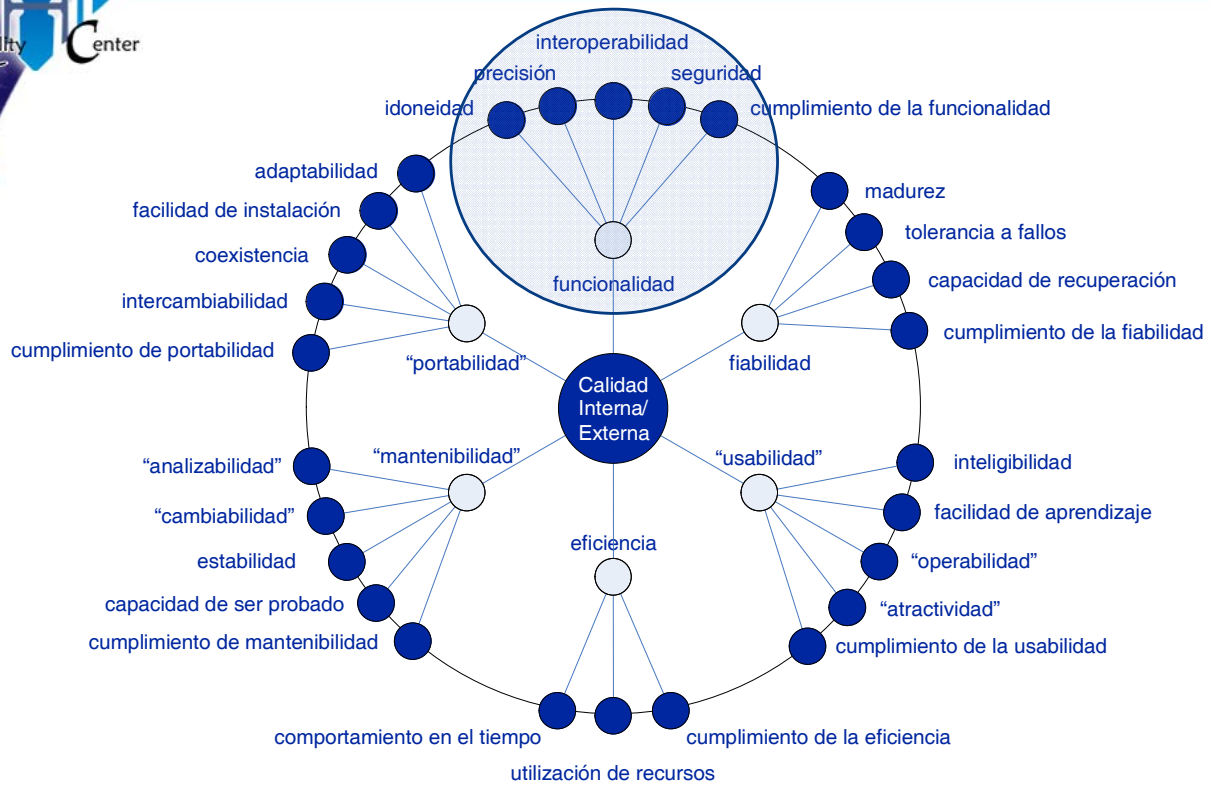 Center
interoperabilidad
precisión
seguridad
idoneidad
cumplimiento de la funcionalidad
funcionalidad
adaptabilidad
facilidad de instalación
coexistencia
intercambiabilidad
cumplimiento de portabilidad
“portabilidad”
madurez
tolerancia a fallos
capacidad de recuperación
cumplimiento de la fiabilidad
fiabilidad
Calidad
Interna/
Externa
“mantenibilidad”
“analizabilidad”
“cambiabilidad”
estabilidad
capacidad de ser probado
cumplimiento de mantenibilidad
“usabilidad”
inteligibilidad
facilidad de aprendizaje
“operabilidad”
“atractividad”
cumplimiento de la usabilidad
eficiencia
comportamiento en el tiempo
cumplimiento de la eficiencia
utilización de recursos